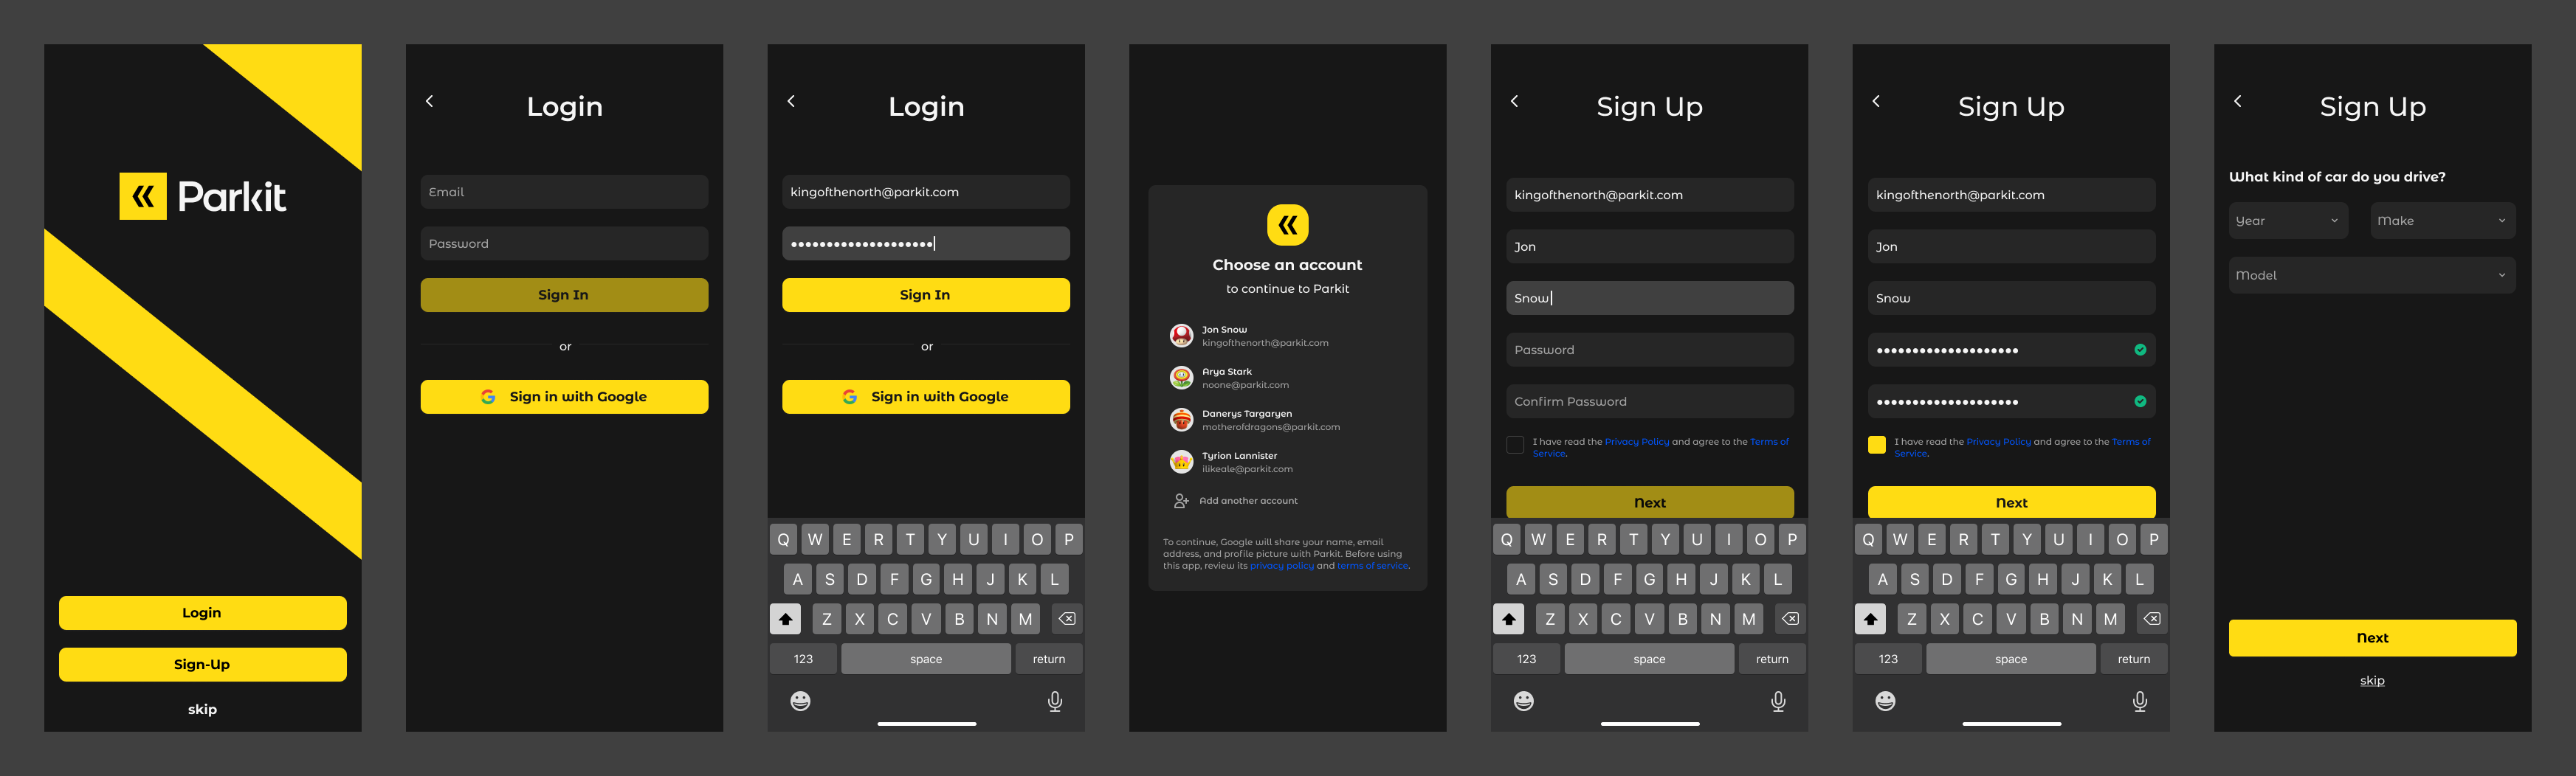 Parkit
Login
Sign-Up
skip
Login
Email
Password
Sign In
or
Sign in with Google
Login
kingofthenorth@parkit.com
Sign In
or
Sign in with Google
Q W E R T Y U I O P
A S D F G H J K L
Z X C V B N M
123 space return
Choose an account
to continue to Parkit
Jon Snow
kingofthenorth@parkit.com
Arya Stark
noone@parkit.com
Danerys Targaryen
motherofdragons@parkit.com
Tyrion Lannister
ilikeale@parkit.com
Add another account
To continue, Google will share your name, email
address, and profile picture with Parkit. Before using
this app, review its privacy policy and terms of service.
Sign Up
kingofthenorth@parkit.com
Jon
Snow
Password
Confirm Password
I have read the Privacy Policy and agree to the Terms of
Service.
Next
Q W E R T Y U I O P
A S D F G H J K L
Z X C V B N M
123 space return
Sign Up
kingofthenorth@parkit.com
Jon
Snow
I have read the Privacy Policy and agree to the Terms of
Service.
Next
Q W E R T Y U I O P
A S D F G H J K L
Z X C V B N M
123 space return
Sign Up
What kind of car do you drive?
Year Make
Model
Next
skip